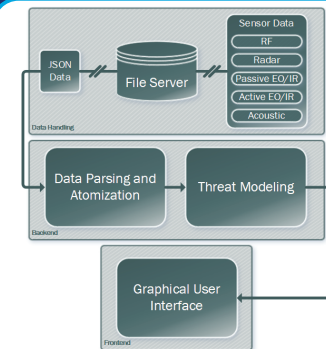 Sensor Data
RF
Radar
Passive EO/IR
Active EO/IR
Acoustic
JSON
Data
File Server
Data Handling
Data Parsing and
Atomization
Threat Modeling
Backend
Graphical User
Interface
Frontend